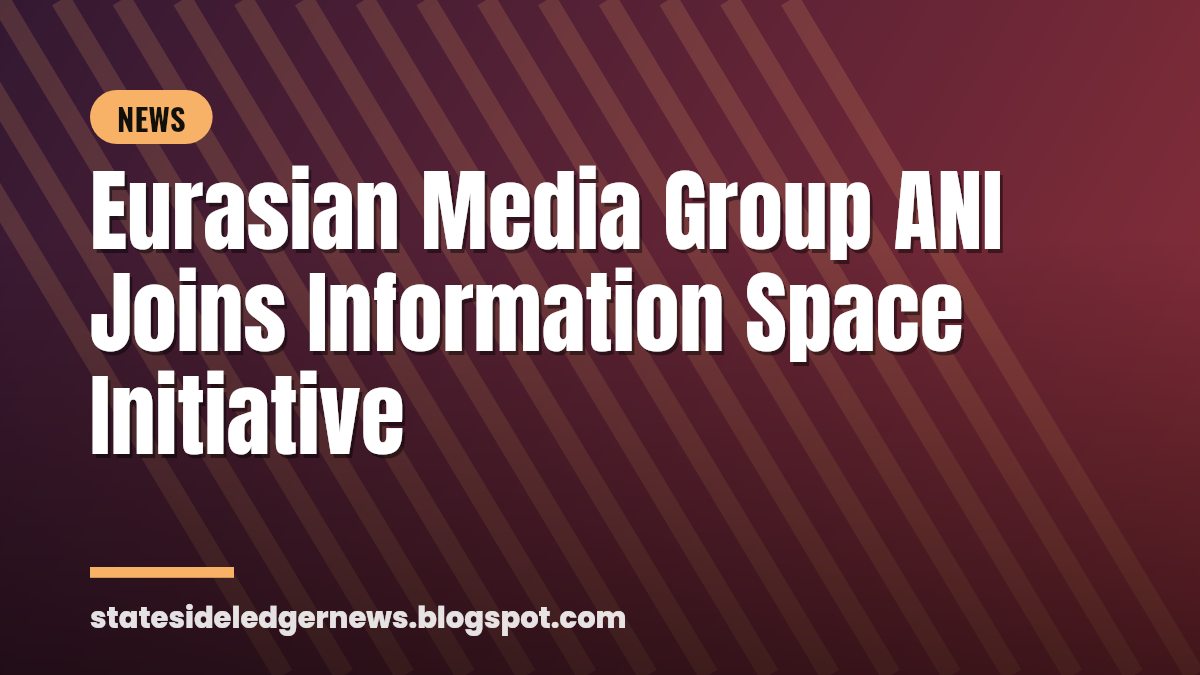 NEWS
Eurasian Media Group ANI
Joins Information Space
Initiative
statesideledgernews.blogspot.com